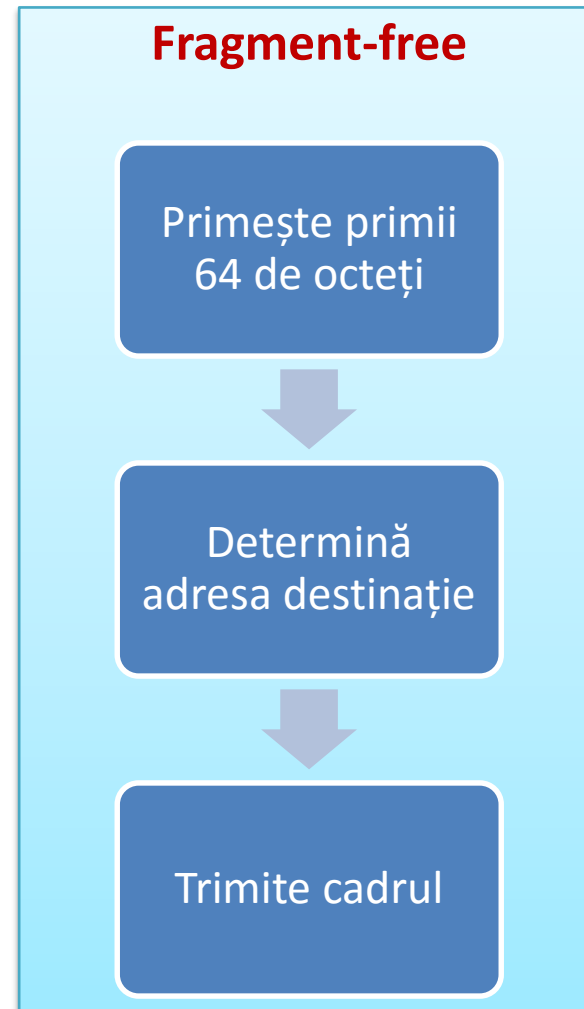 Fragment-free
Primește primii
64 de octeți
Determină
adresa destinație
Trimite cadrul